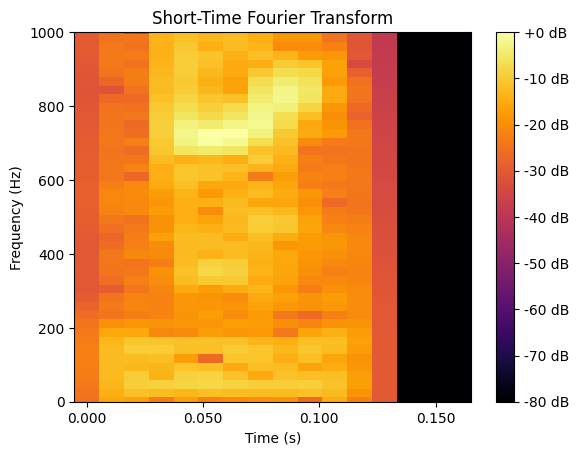 Short-Time Fourier Transform
1000
800
600
400
200
0
Frequency (Hz)
0.000
0.050
0.100
0.150
Time (s)
+0 dB
-10 dB
-20 dB
-30 dB
-40 dB
-50 dB
-60 dB
-70 dB
-80 dB